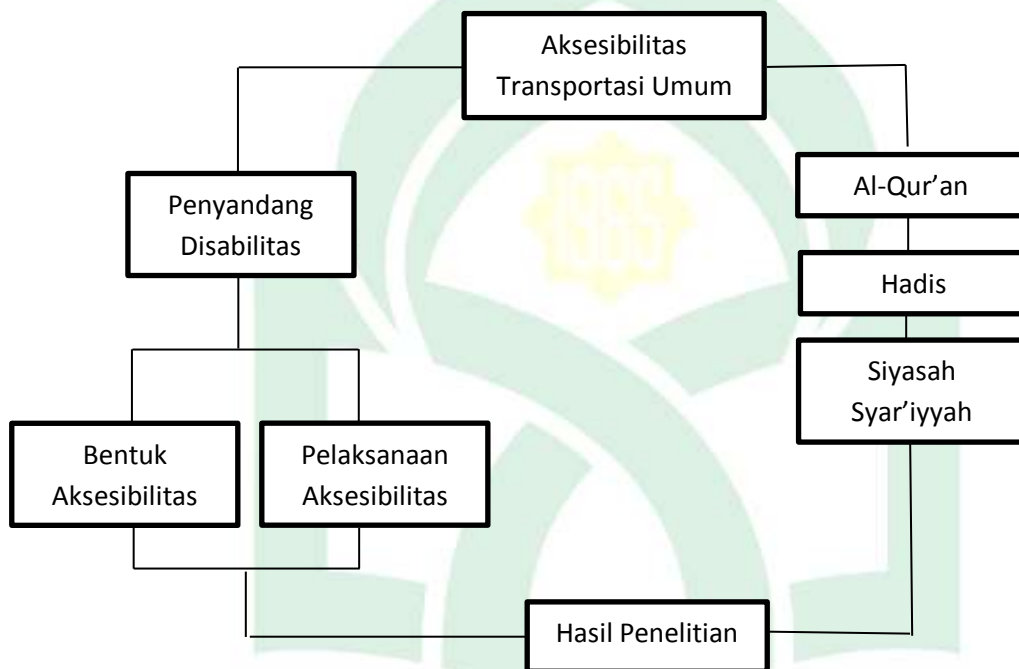 Aksesibilitas
Transportasi Umum
Penyandang
Disabilitas
Al-Qur’an
Hadis
Siyasah
Syar’iyyah
Bentuk
Aksesibilitas
Pelaksanaan
Aksesibilitas
Hasil Penelitian